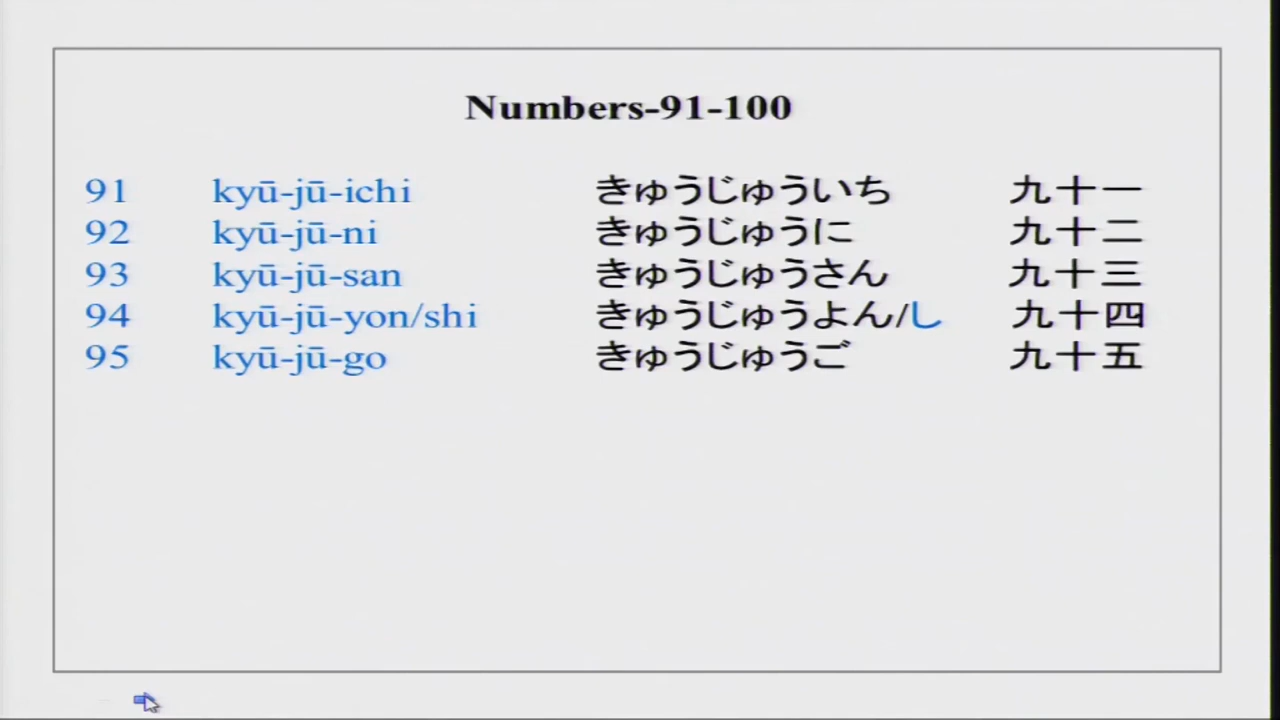 Numbers-91-100
91 kyū-jū-ichi きゅうじゅういち 九十一
92 kyū-jū-ni きゅうじゅうに 九十二
93 kyū-jū-san きゅうじゅうさん 九十三
94 kyū-jū-yon/shi きゅうじゅうよん/し 九十四
95 kyū-jū-go きゅうじゅうご 九十五